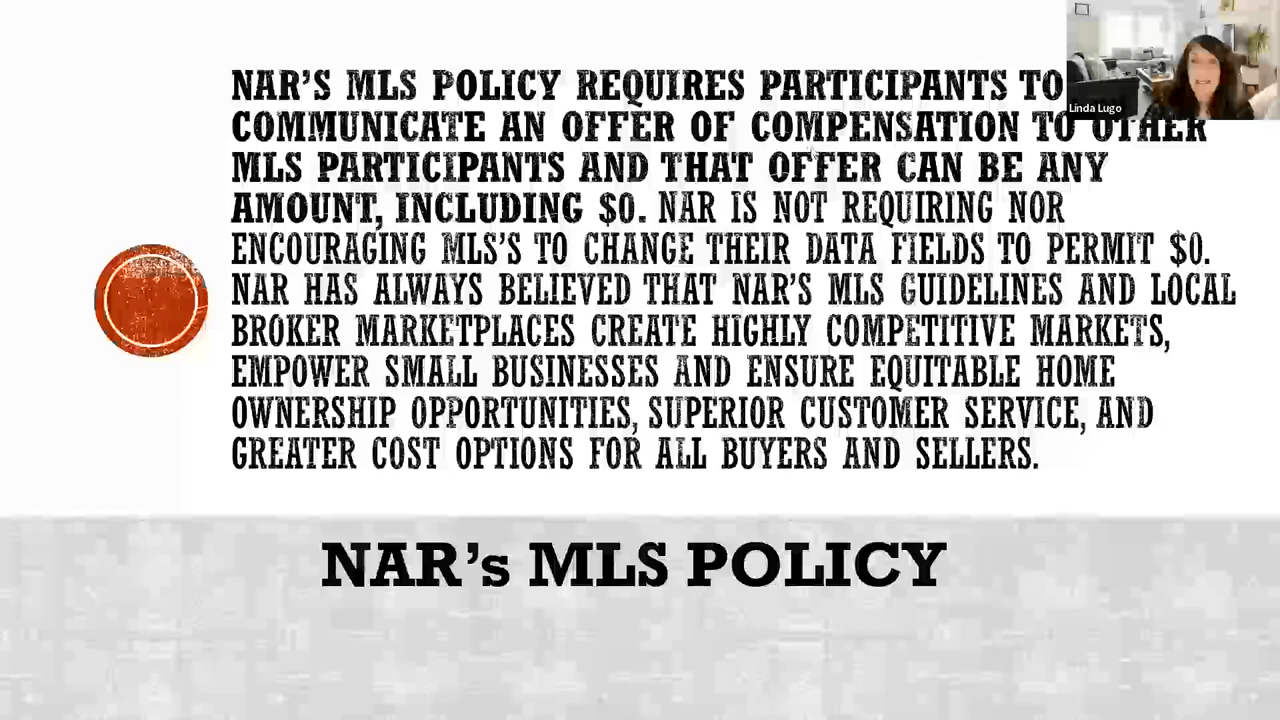 NAR'S MLS POLICY REQUIRES PARTICIPANTS TO
COMMUNICATE AN OFFER OF COMPENSATION TO OTHER
MLS PARTICIPANTS AND THAT OFFER CAN BE ANY
AMOUNT, INCLUDING $0. NAR IS NOT REQUIRING NOR
ENCOURAGING MLS'S TO CHANGE THEIR DATA FIELDS TO PERMIT $0.
NAR HAS ALWAYS BELIEVED THAT NAR'S MLS GUIDELINES AND LOCAL
BROKER MARKETPLACES CREATE HIGHLY COMPETITIVE MARKETS,
EMPOWER SMALL BUSINESSES AND ENSURE EQUITABLE HOME
OWNERSHIP OPPORTUNITIES, SUPERIOR CUSTOMER SERVICE, AND
GREATER COST OPTIONS FOR ALL BUYERS AND SELLERS.
NAR's MLS POLICY
Linda Lugo